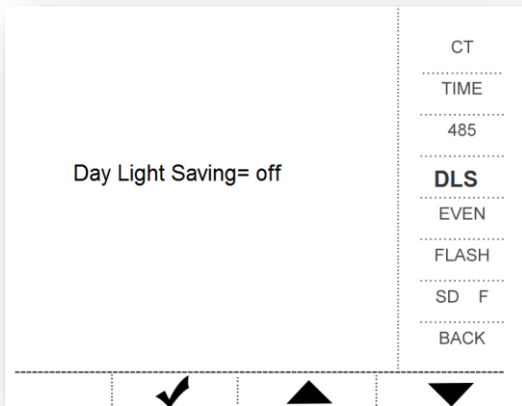 CT
TIME
485
Day Light Saving= off
DLS
EVEN
FLASH
SD F
BACK